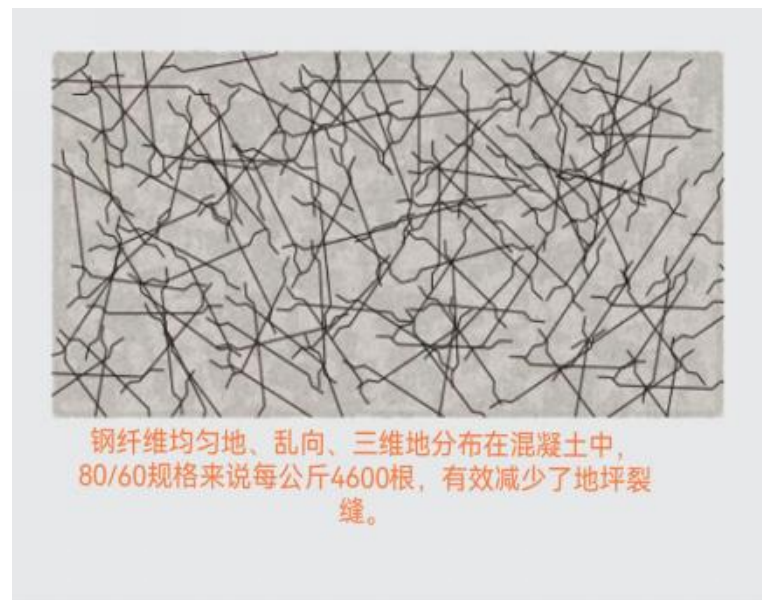 钢纤维均匀地、乱向、三维地分布在混凝土中，
80/60规格来说每公斤4600根，有效减少了地坪裂
缝。